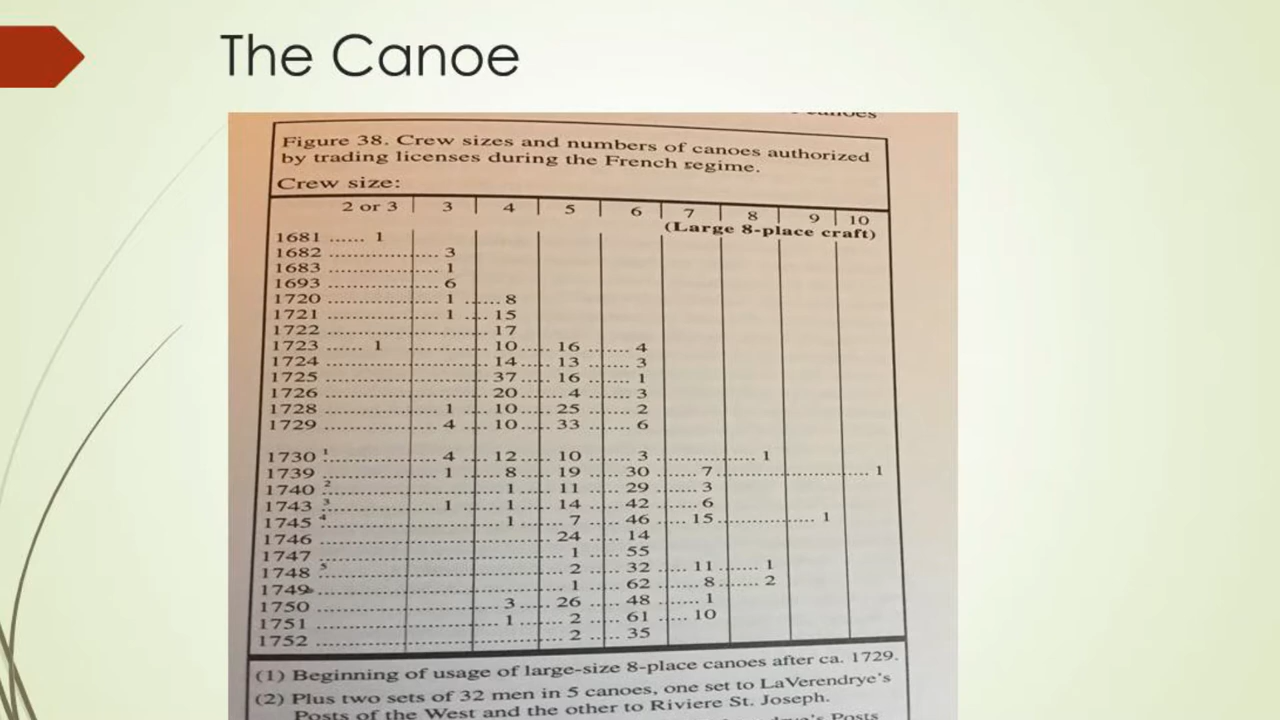 The Canoe
canoes
Figure 38. Crew sizes and numbers of canoes authorized
by trading licenses during the French regime.
Crew size:
2 or 3 | 3 | 4 | 5 | 6 | 7 | 8 | 9 | 10
(Large 8-place craft)
1681 ...... 1
1682 .................... 3
1683 .................... 1
1693 .................... 6
1720 .................... 1 ...... 8
1721 .................... 1 .... 15
1722 ............................. 17
1723 ...... 1 ............. 10 ..... 16 ....... 4
1724 ............................. 14 ..... 13 ....... 3
1725 ............................. 37 ..... 16 ....... 1
1726 ............................. 20 ..... 4 ....... 3
1728 .................... 1 .... 10 ..... 25 ....... 2
1729 .................... 4 .... 10 ..... 33 ....... 6
1730 1 .................... 4 .... 12 ..... 10 ....... 3 ................ 1
1739 .................... 1 ...... 8 ..... 19 ...... 30 ...... 7 .......................... 1
1740 2 ............................. 1 ..... 11 ...... 29 ...... 3
1743 3 .................... 1 ...... 1 ..... 14 ...... 42 ...... 6
1745 4 ............................. 1 ...... 7 ...... 46 ..... 15 ................ 1
1746 ....................................... 24 ...... 14
1747 ....................................... 1 ...... 55
1748 5 ....................................... 2 ...... 32 ..... 11 ....... 1
1749 ....................................... 1 ...... 62 ...... 8 ....... 2
1750 ............................. 3 ..... 26 ...... 48 ...... 1
1751 ............................. 1 ...... 2 ...... 61 ..... 10
1752 ....................................... 2 ...... 35
(1) Beginning of usage of large-size 8-place canoes after ca. 1729.
(2) Plus two sets of 32 men in 5 canoes, one set to LaVerendrye's
Posts of the West and the other to Riviere St. Joseph.
Posts